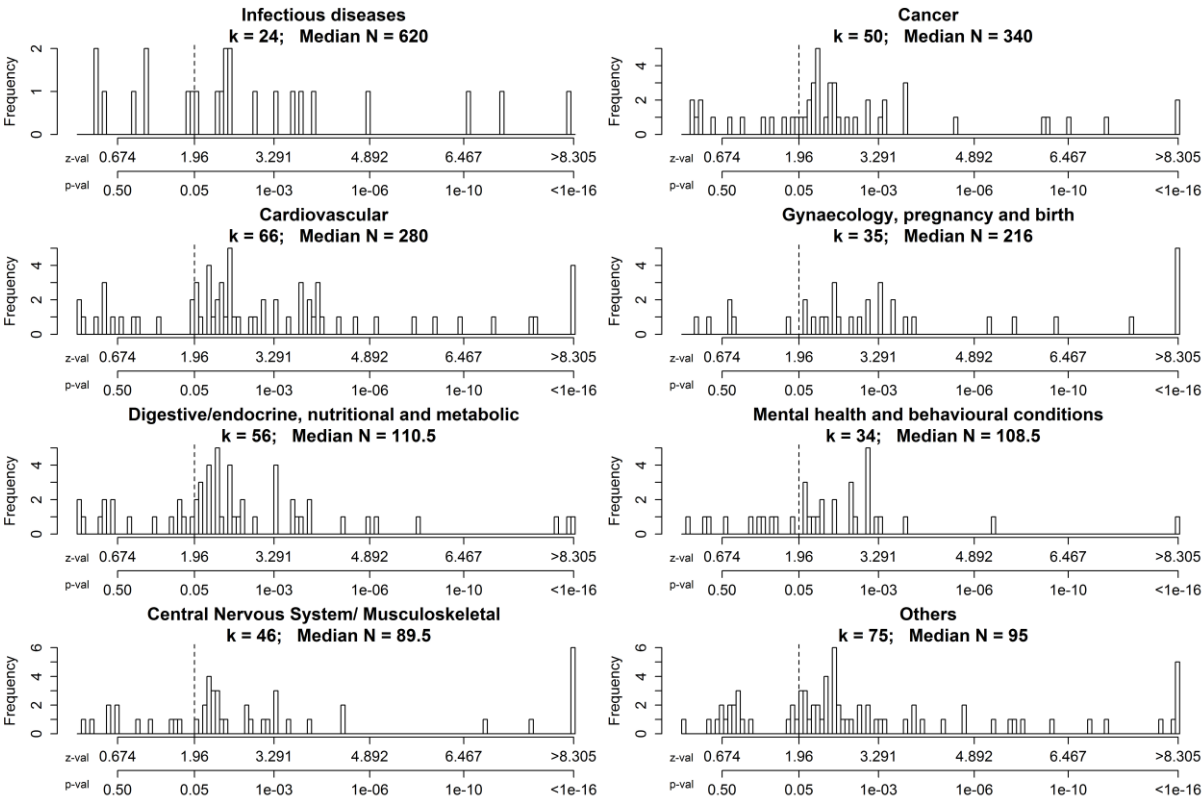 Infectious diseases
k = 24; Median N = 620
Frequency
0 1 2
z-val 0.674 1.96 3.291 4.892 6.467 >8.305
p-val 0.50 0.05 1e-03 1e-06 1e-10 <1e-16
Cancer
k = 50; Median N = 340
Frequency
0 2 4
z-val 0.674 1.96 3.291 4.892 6.467 >8.305
p-val 0.50 0.05 1e-03 1e-06 1e-10 <1e-16
Cardiovascular
k = 66; Median N = 280
Frequency
0 2 4
z-val 0.674 1.96 3.291 4.892 6.467 >8.305
p-val 0.50 0.05 1e-03 1e-06 1e-10 <1e-16
Gynaecology, pregnancy and birth
k = 35; Median N = 216
Frequency
0 2 4
z-val 0.674 1.96 3.291 4.892 6.467 >8.305
p-val 0.50 0.05 1e-03 1e-06 1e-10 <1e-16
Digestive/endocrine, nutritional and metabolic
k = 56; Median N = 110.5
Frequency
0 2 4
z-val 0.674 1.96 3.291 4.892 6.467 >8.305
p-val 0.50 0.05 1e-03 1e-06 1e-10 <1e-16
Mental health and behavioural conditions
k = 34; Median N = 108.5
Frequency
0 2 4
z-val 0.674 1.96 3.291 4.892 6.467 >8.305
p-val 0.50 0.05 1e-03 1e-06 1e-10 <1e-16
Central Nervous System/ Musculoskeletal
k = 46; Median N = 89.5
Frequency
0 2 4 6
z-val 0.674 1.96 3.291 4.892 6.467 >8.305
p-val 0.50 0.05 1e-03 1e-06 1e-10 <1e-16
Others
k = 75; Median N = 95
Frequency
0 2 4 6
z-val 0.674 1.96 3.291 4.892 6.467 >8.305
p-val 0.50 0.05 1e-03 1e-06 1e-10 <1e-16